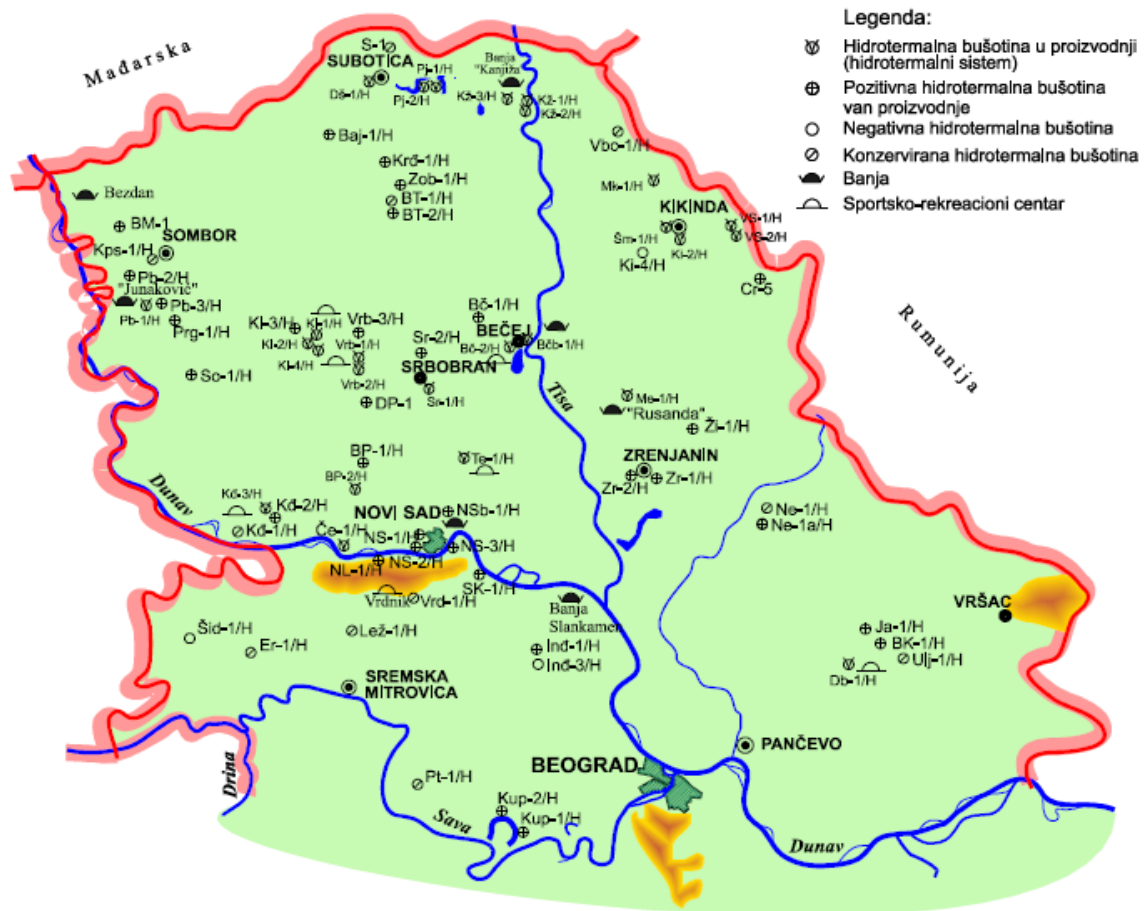 Legenda:
Hidrotermalna bušotina u proizvodnji
(hidrotermalni sistem)
Pozitivna hidrotermalna bušotina
van proizvodnje
Negativna hidrotermalna bušotina
Konzervirana hidrotermalna bušotina
Banja
Sportsko-rekreacioni centar
Mađarska
S-1
SUBOTICA
Pj-1/H
Banja
"Kanjiža"
Dš-1/H
Pj-2/H
Kž-3/H
Kž-1/H
Kž-2/H
Baj-1/H
Vbc-1/H
Krđ-1/H
Zob-1/H
Mk-1/H
Bezdan
BT-1/H
BT-2/H
KIKINDA
VS-1/H
VS-2/H
BM-1
SOMBOR
Kps-1/H
Šm-1/H
Ki-2/H
Ki-4/H
Cr-5
Pb-2/H
"Junaković"
Pb-3/H
Pb-1/H
Prg-1/H
Kl-3/H
Kl-1/H
Vrb-3/H
Bč-1/H
BEČEJ
Kl-2/H
Vrb-1/H
Sr-2/H
Bč-2/H
Bčb-1/H
Kl-4/H
SRBOBRAN
Rumunija
Sc-1/H
Vrb-2/H
Sr-1/H
DP-1
Tisa
Me-1/H
"Rusanda"
Ži-1/H
BP-1/H
Te-1/H
ZRENJANIN
BP-2/H
Zr-2/H
Zr-1/H
Dunav
Kđ-3/H
Kđ-2/H
Kđ-1/H
Če-1/H
NOVI SAD
NSb-1/H
Ne-1/H
Ne-1a/H
NS-1/H
NS-3/H
NS-2/H
NL-1/H
SK-1/H
Vrdnik
Vrd-1/H
Banja
Slankamen
VRŠAC
Šid-1/H
Lež-1/H
Er-1/H
Inđ-1/H
Inđ-3/H
Ja-1/H
BK-1/H
Ulj-1/H
Db-1/H
SREMSKA
MITROVICA
PANČEVO
BEOGRAD
Drina
Pt-1/H
Kup-2/H
Kup-1/H
Sava
Dunav